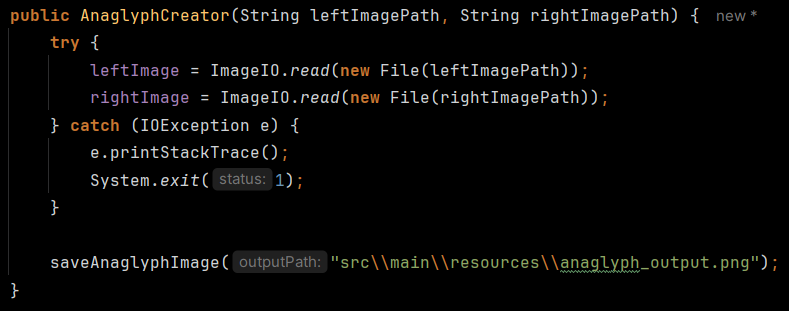 public AnaglyphCreator(String leftImagePath, String rightImagePath) { new *
try {
leftImage = ImageIO.read(new File(leftImagePath));
rightImage = ImageIO.read(new File(rightImagePath));
} catch (IOException e) {
e.printStackTrace();
System.exit( status: 1);
}
saveAnaglyphImage( outputPath: "src\\main\\resources\\anaglyph_output.png");
}